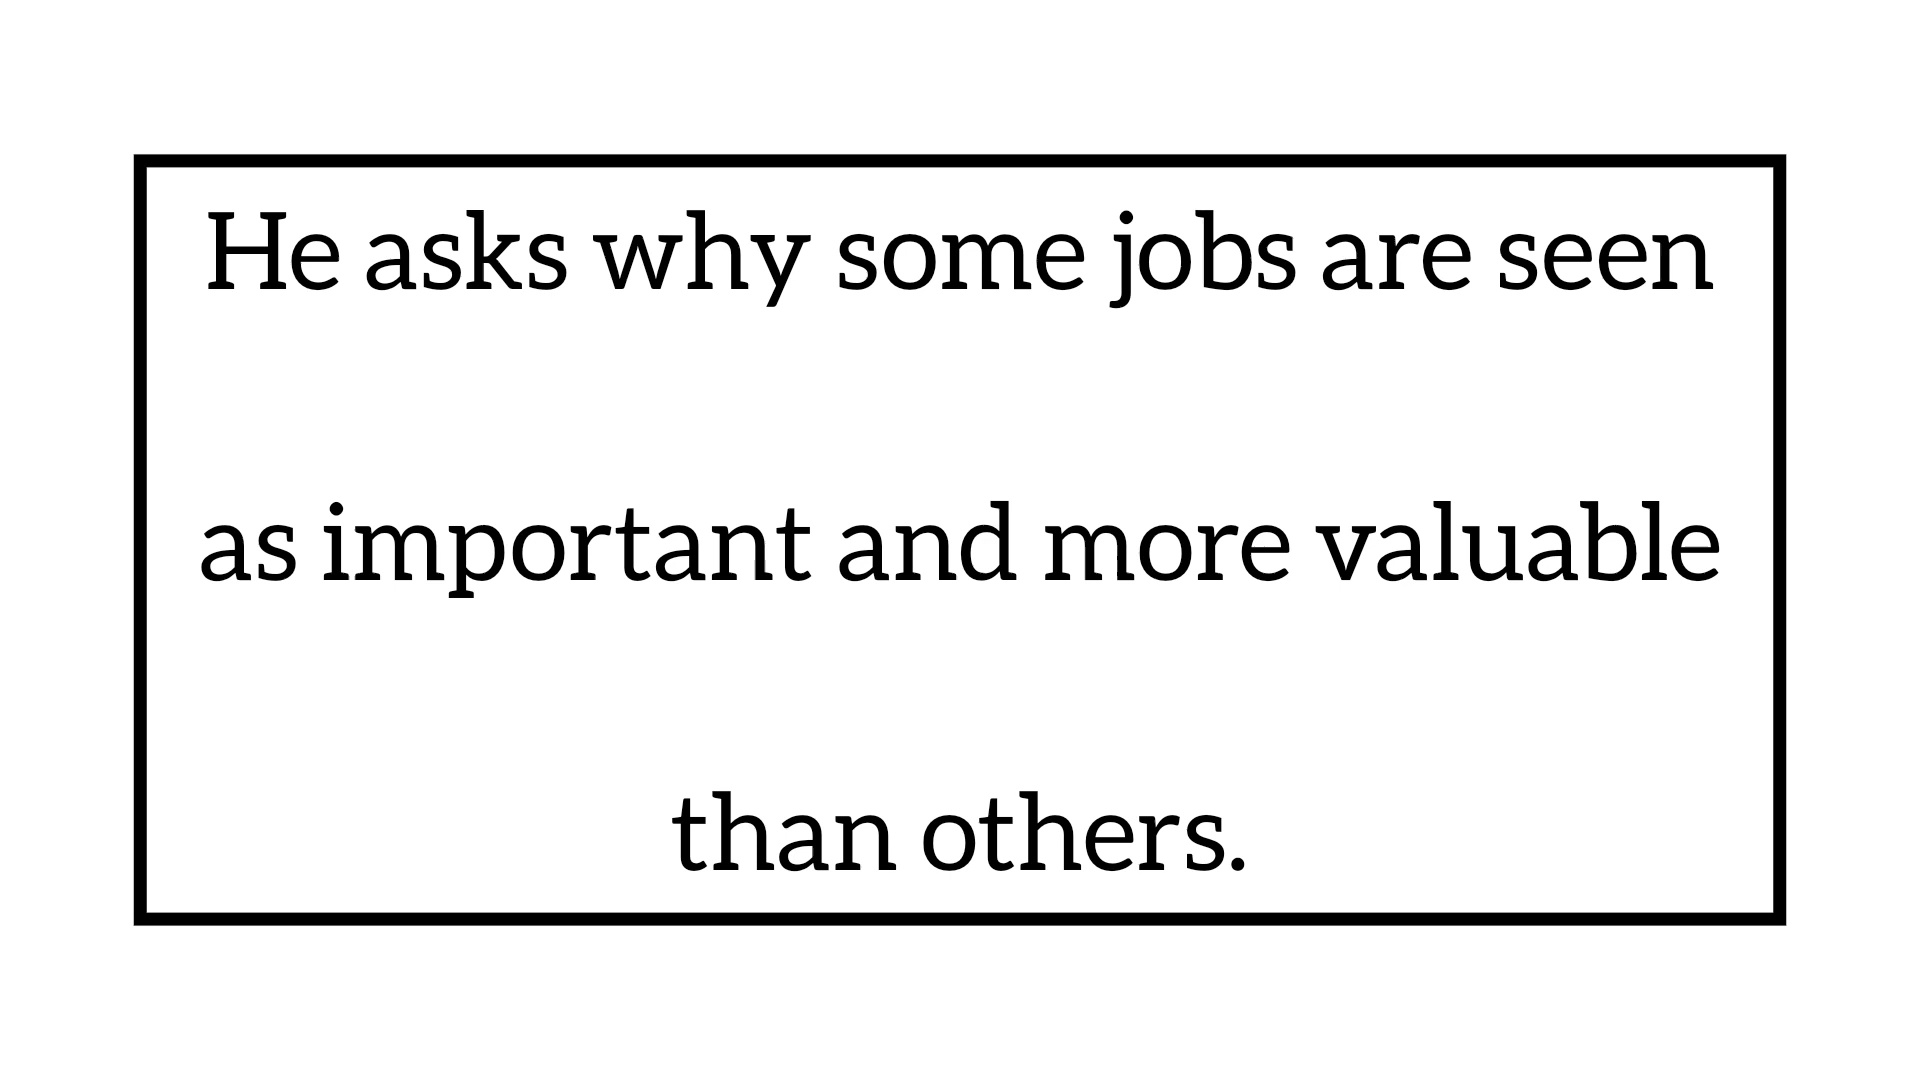 He asks why some jobs are seen
as important and more valuable
than others.